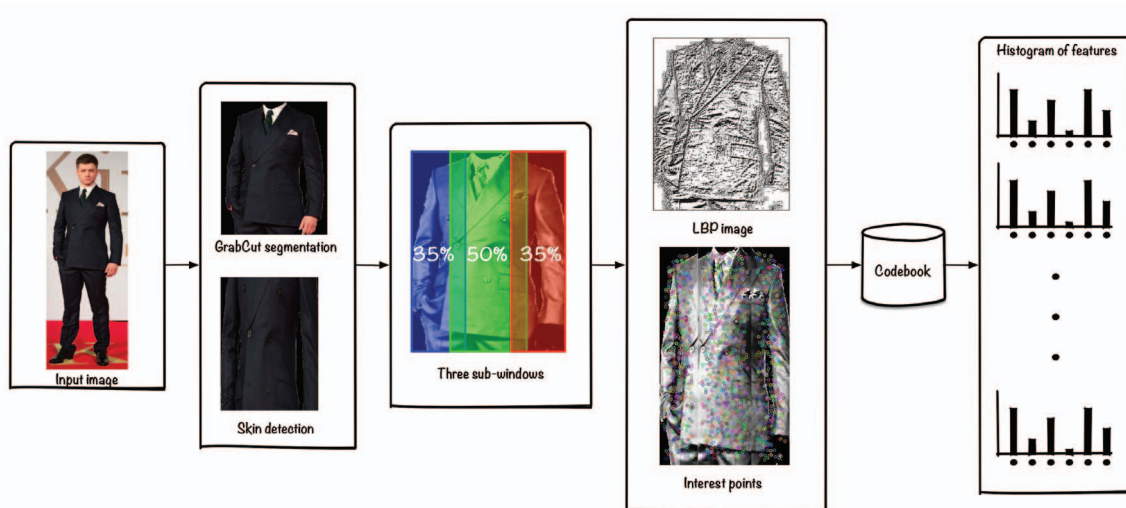 Input image
GrabCut segmentation
Skin detection
35% 50% 35%
Three sub-windows
LBP image
Interest points
Codebook
Histogram of features